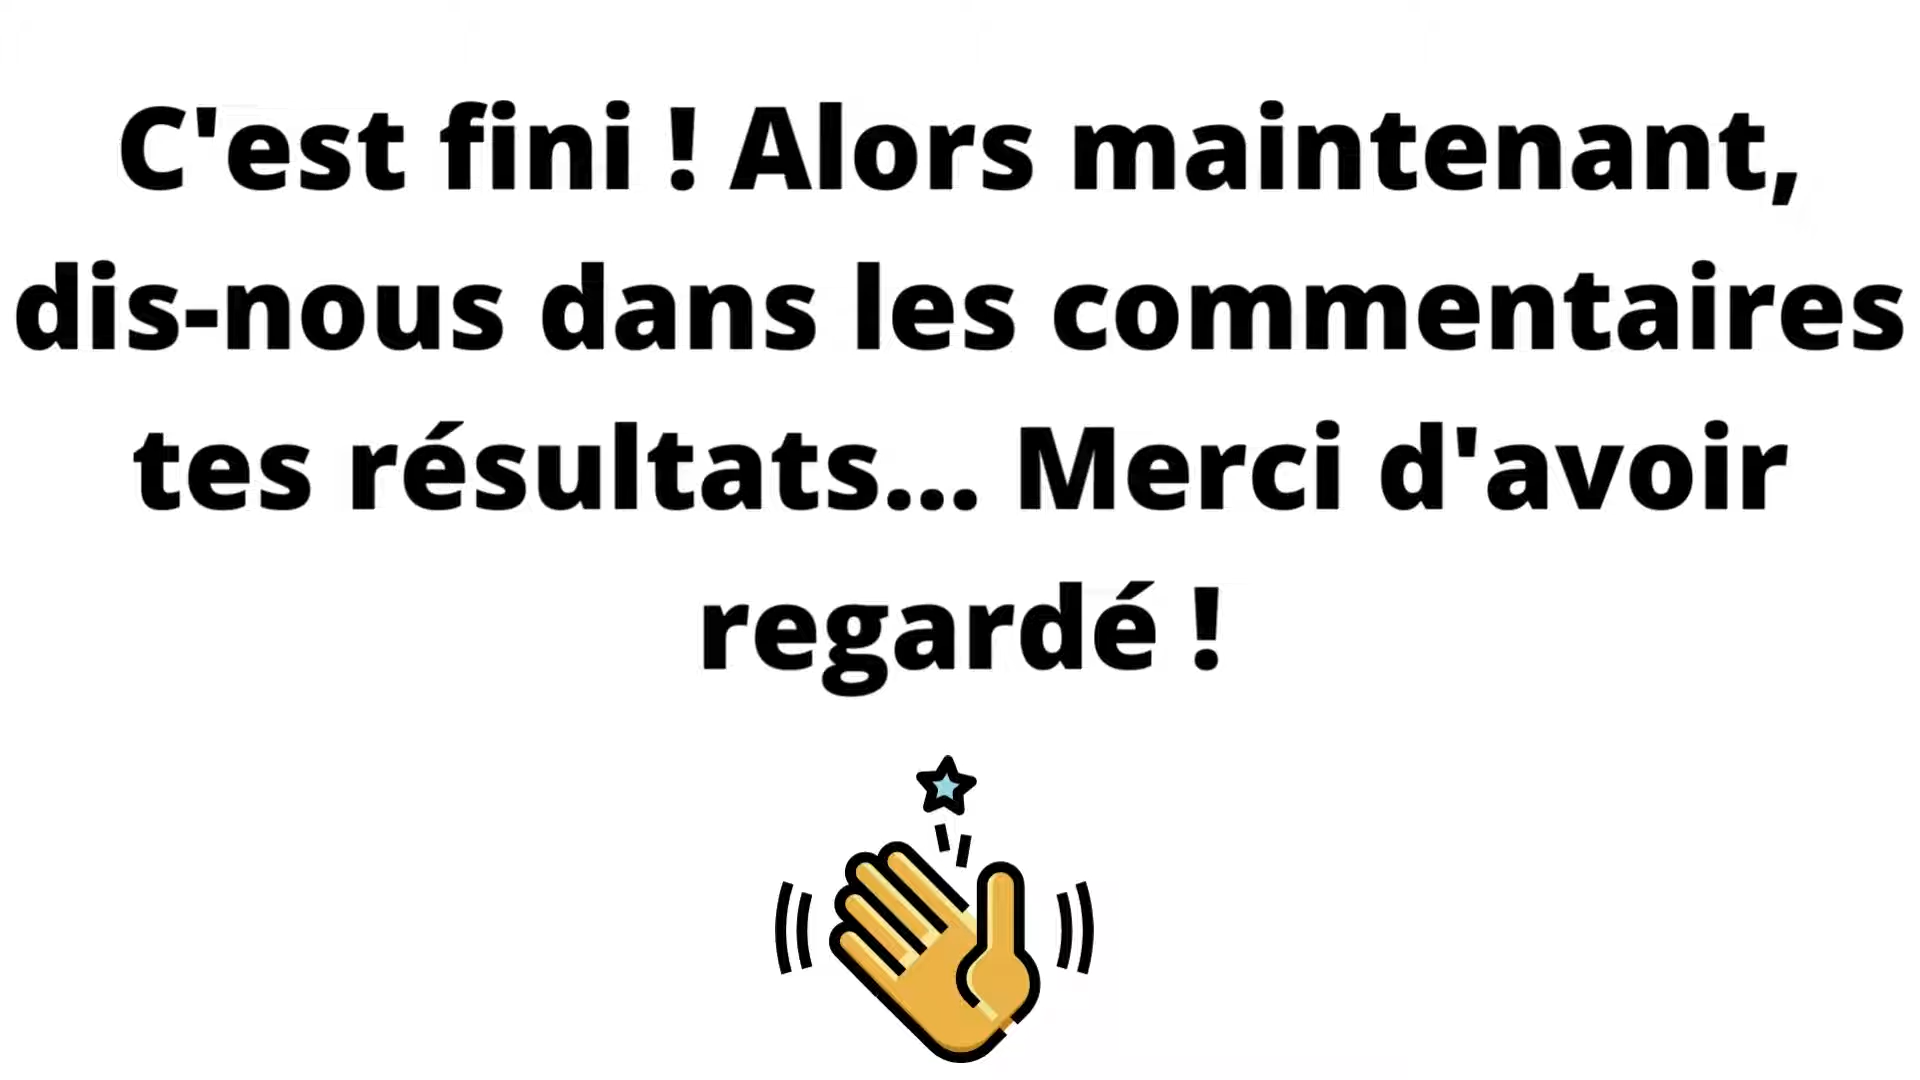 C'est fini ! Alors maintenant,
dis-nous dans les commentaires
tes résultats... Merci d'avoir
regardé !